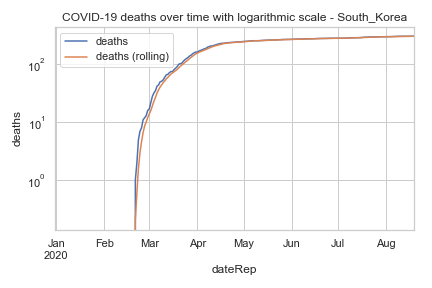 COVID-19 deaths over time with logarithmic scale - South_Korea
deaths
deaths (rolling)
deaths
10²
10¹
10⁰
Jan
2020
Feb
Mar
Apr
May
Jun
Jul
Aug
dateRep